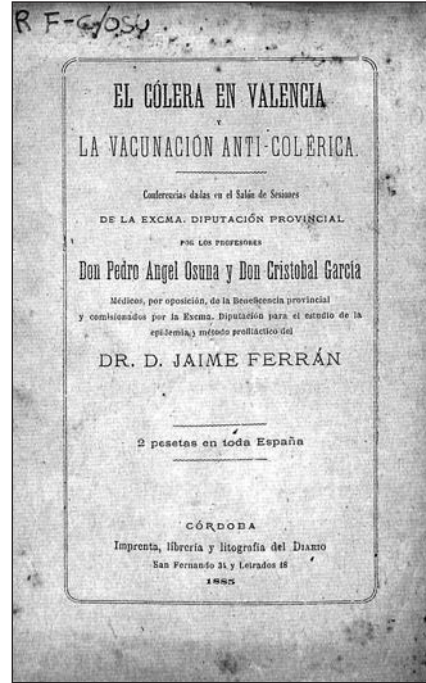 R F-G/OSU
EL CÓLERA EN VALENCIA
Y
LA VACUNACIÓN ANTI-COLÉRICA.
Conferencias dadas en el Salón de Sesiones
DE LA EXCMA. DIPUTACIÓN PROVINCIAL
POR LOS PROFESORES
Don Pedro Angel Osuna y Don Cristobal García
Médicos, por oposición, de la Beneficencia provincial
y comisionados por la Excma. Diputación para el estudio de la
epidemia y método profiláctico del
DR. D. JAIME FERRÁN
2 pesetas en toda España
CÓRDOBA
Imprenta, librería y litografía del DIARIO
San Fernando 34 y Letrados 18
1885